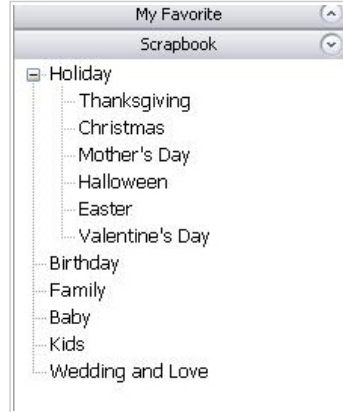 My Favorite
Scrapbook
Holiday
Thanksgiving
Christmas
Mother's Day
Halloween
Easter
Valentine's Day
Birthday
Family
Baby
Kids
Wedding and Love